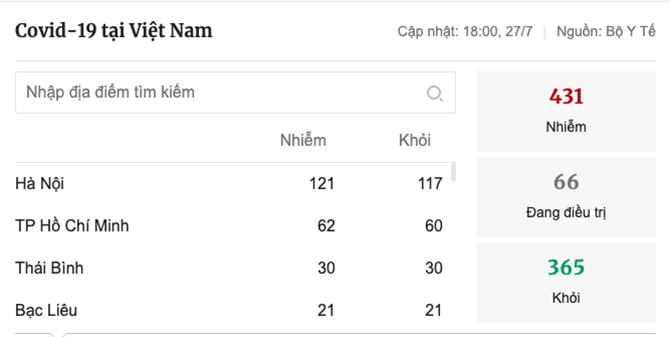 Covid-19 tại Việt Nam
Cập nhật: 18:00, 27/7 | Nguồn: Bộ Y Tế
Nhập địa điểm tìm kiếm
Nhiễm Khỏi
Hà Nội 121 117
TP Hồ Chí Minh 62 60
Thái Bình 30 30
Bạc Liêu 21 21
431
Nhiễm
66
Đang điều trị
365
Khỏi